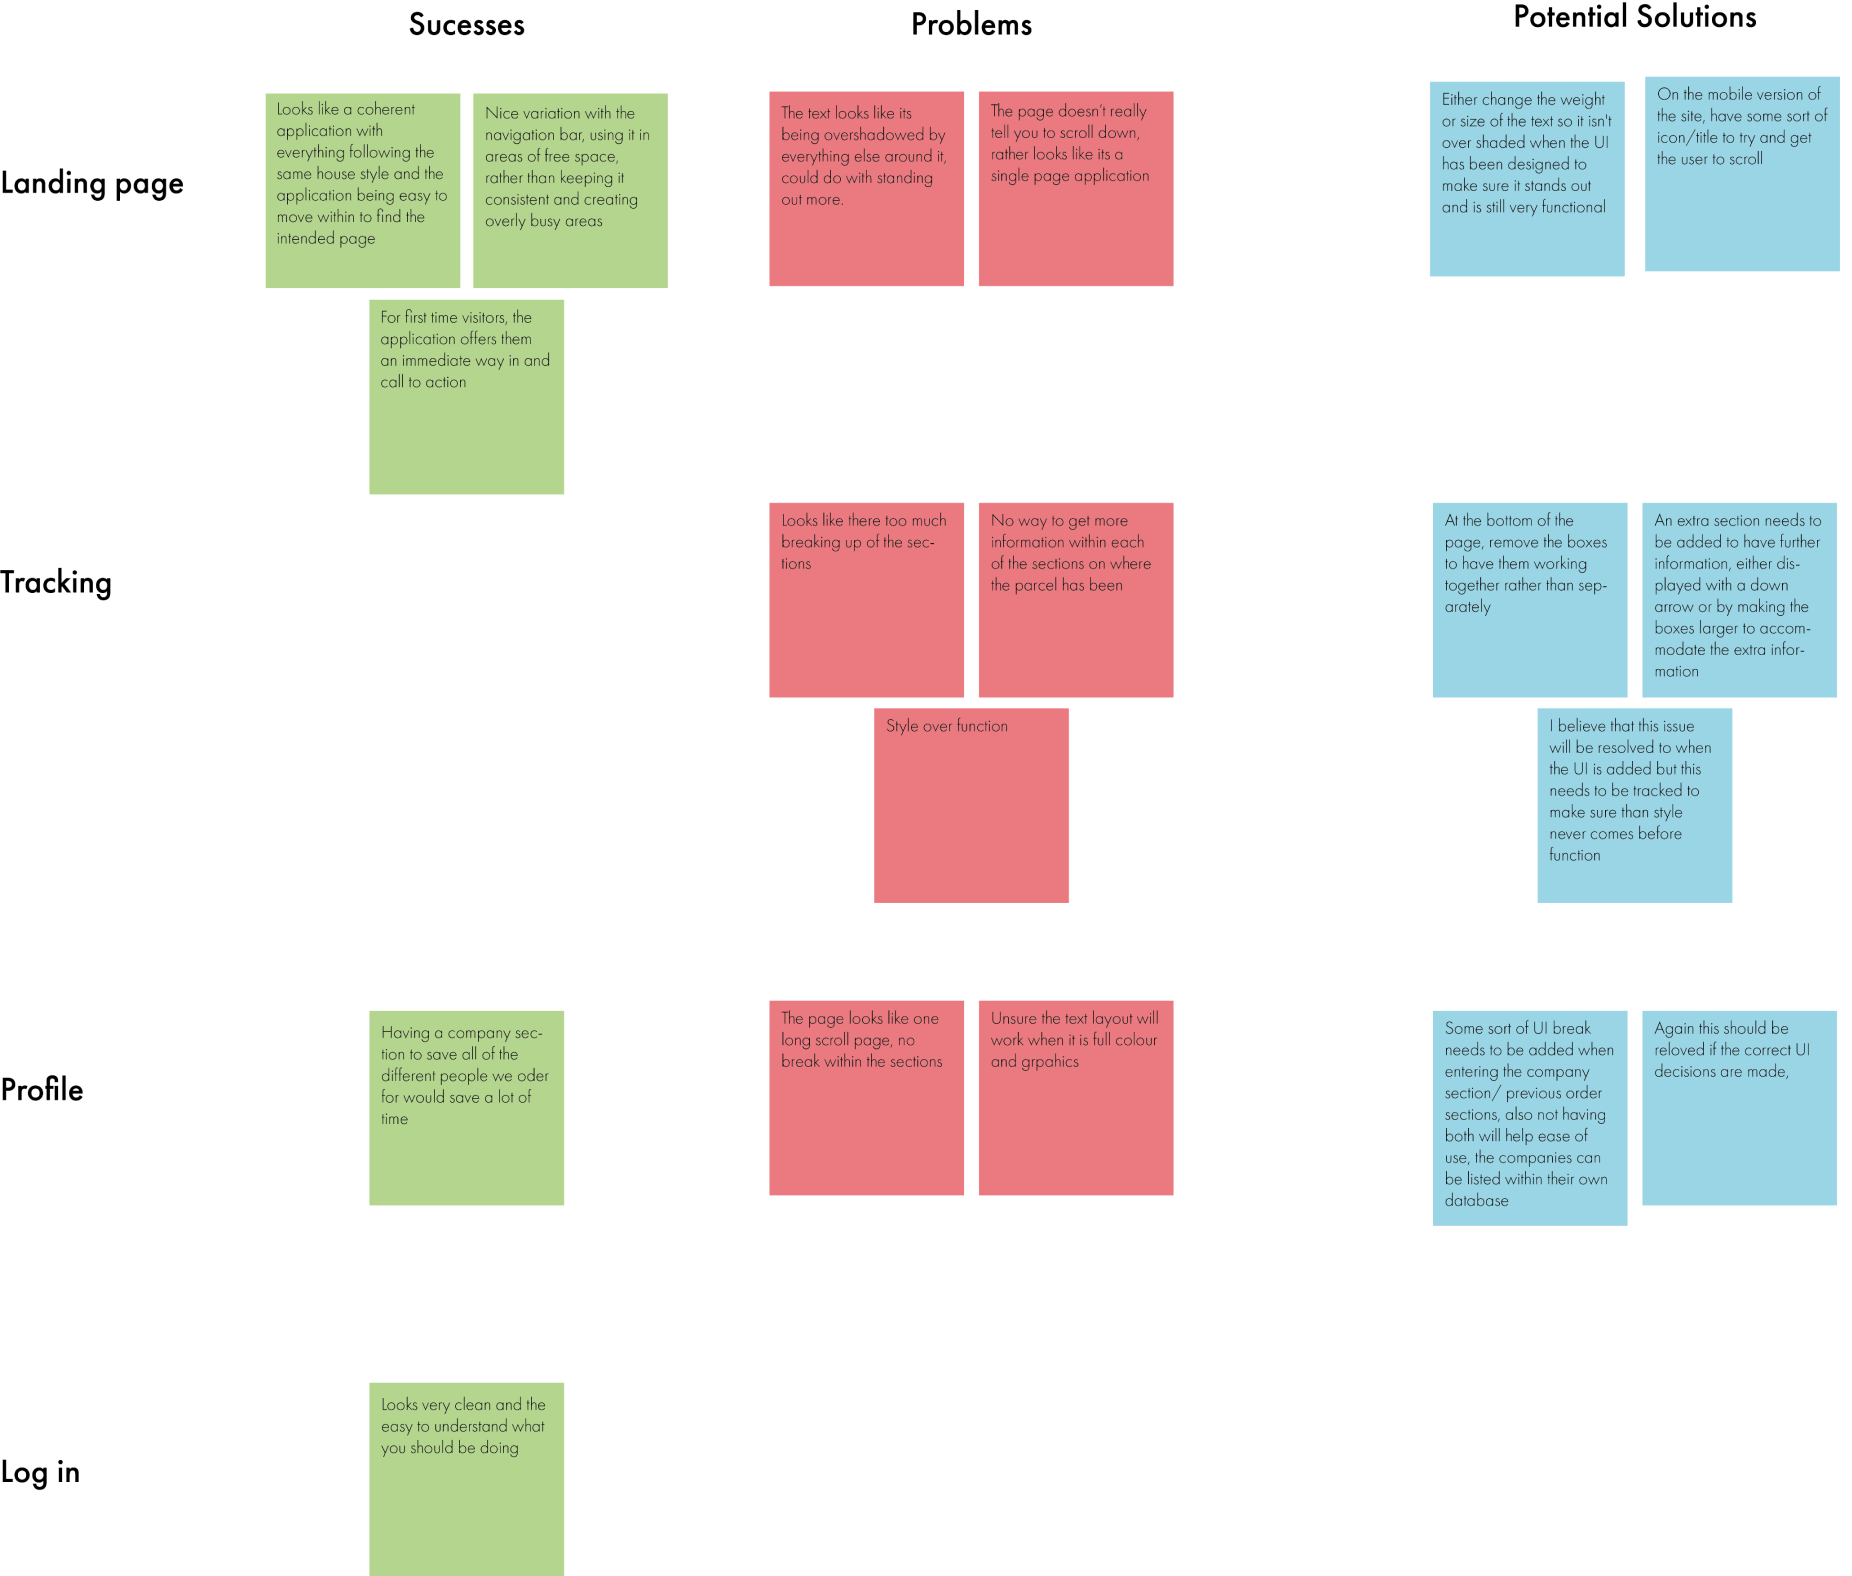 Sucesses
Problems
Potential Solutions
Landing page
Looks like a coherent
application with
everything following the
same house style and the
application being easy to
move within to find the
intended page
Nice variation with the
navigation bar, using it in
areas of free space,
rather than keeping it
consistent and creating
overly busy areas
For first time visitors, the
application offers them
an immediate way in and
call to action
The text looks like its
being overshadowed by
everything else around it,
could do with standing
out more.
The page doesn't really
tell you to scroll down,
rather looks like its a
single page application
Either change the weight
or size of the text so it isn't
over shaded when the UI
has been designed to
make sure it stands out
and is still very functional
On the mobile version of
the site, have some sort of
icon/title to try and get
the user to scroll
Tracking
Looks like there too much
breaking up of the sec-
tions
No way to get more
information within each
of the sections on where
the parcel has been
Style over function
At the bottom of the
page, remove the boxes
to have them working
together rather than sep-
arately
An extra section needs to
be added to have further
information, either dis-
played with a down
arrow or by making the
boxes larger to accom-
modate the extra infor-
mation
I believe that this issue
will be resolved to when
the UI is added but this
needs to be tracked to
make sure than style
never comes before
function
Profile
Having a company sec-
tion to save all of the
different people we oder
for would save a lot of
time
The page looks like one
long scroll page, no
break within the sections
Unsure the text layout will
work when it is full colour
and grpahics
Some sort of UI break
needs to be added when
entering the company
section/ previous order
sections, also not having
both will help ease of
use, the companies can
be listed within their own
database
Again this should be
reloved if the correct UI
decisions are made,
Log in
Looks very clean and the
easy to understand what
you should be doing